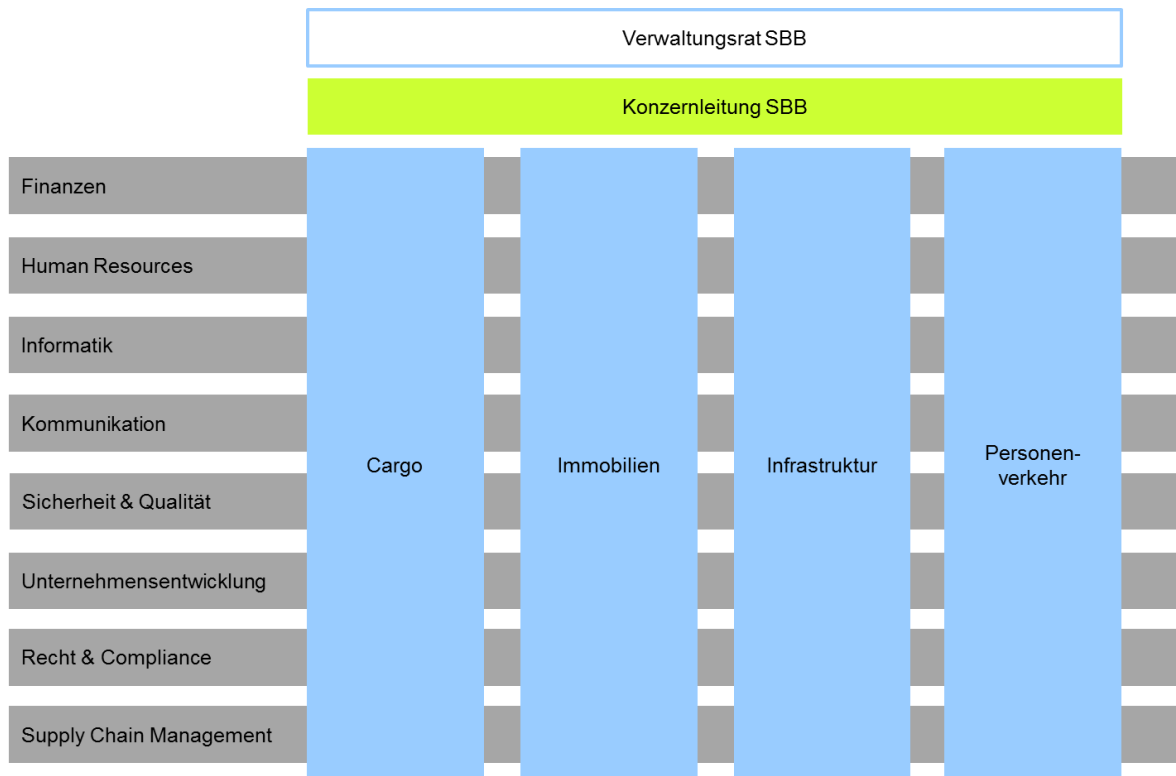 Verwaltungsrat SBB
Konzernleitung SBB
Finanzen
Human Resources
Informatik
Kommunikation
Sicherheit & Qualität
Unternehmensentwicklung
Recht & Compliance
Supply Chain Management
Cargo
Immobilien
Infrastruktur
Personen-
verkehr